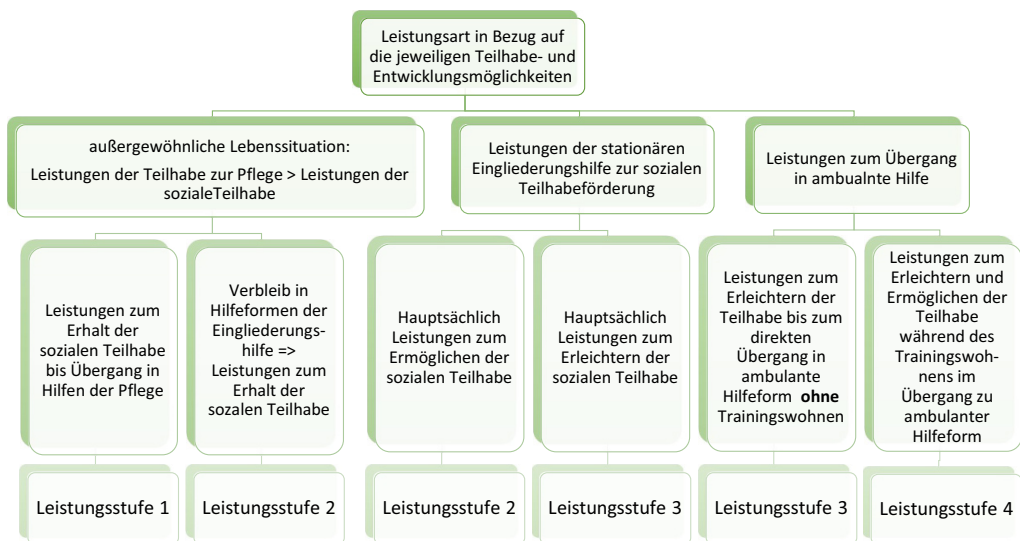 Leistungsart in Bezug auf
die jeweiligen Teilhabe- und
Entwicklungsmöglichkeiten
außergewöhnliche Lebenssituation:
Leistungen der Teilhabe zur Pflege > Leistungen der
sozialeTeilhabe
Leistungen der stationären
Eingliederungshilfe zur sozialen
Teilhabeförderung
Leistungen zum Übergang
in ambualnte Hilfe
Leistungen zum
Erhalt der
sozialen Teilhabe
bis Übergang in
Hilfen der Pflege
Verbleib in
Hilfeformen der
Eingliederungs-
hilfe =>
Leistungen zum
Erhalt der
sozalen Teilhabe
Hauptsächlich
Leistungen zum
Ermöglichen der
sozialen Teilhabe
Hauptsächlich
Leistungen zum
Erleichtern der
sozialen Teilhabe
Leistungen zum
Erleichtern der
Teilhabe bis zum
direkten
Übergang in
ambulante
Hilfeform ohne
Trainingswohnen
Leistungen zum
Erleichtern und
Ermöglichen der
Teilhabe
während des
Trainingswoh-
nens im
Übergang zu
ambulanter
Hilfeform
Leistungsstufe 1
Leistungsstufe 2
Leistungsstufe 2
Leistungsstufe 3
Leistungsstufe 3
Leistungsstufe 4